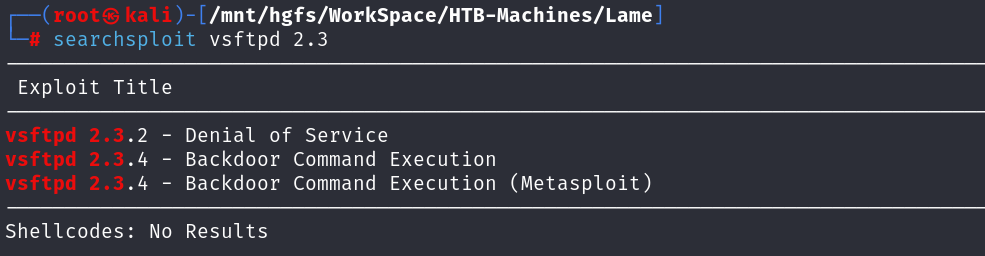 ┌──(root㉿kali)-[/mnt/hgfs/WorkSpace/HTB-Machines/Lame]
└─# searchsploit vsftpd 2.3
Exploit Title
vsftpd 2.3.2 - Denial of Service
vsftpd 2.3.4 - Backdoor Command Execution
vsftpd 2.3.4 - Backdoor Command Execution (Metasploit)
Shellcodes: No Results